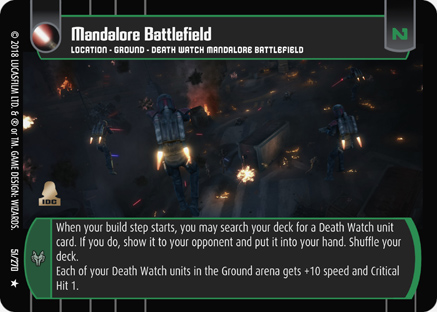 Mandalore Battlefield
LOCATION - GROUND - DEATH WATCH MANDALORE BATTLEFIELD
N
© 2018 LUCASFILM LTD. & ® or TM. GAME DESIGN: WIZARDS.
51/270
IDC
When your build step starts, you may search your deck for a Death Watch unit
card. If you do, show it to your opponent and put it into your hand. Shuffle your
deck.
Each of your Death Watch units in the Ground arena gets +10 speed and Critical
Hit 1.